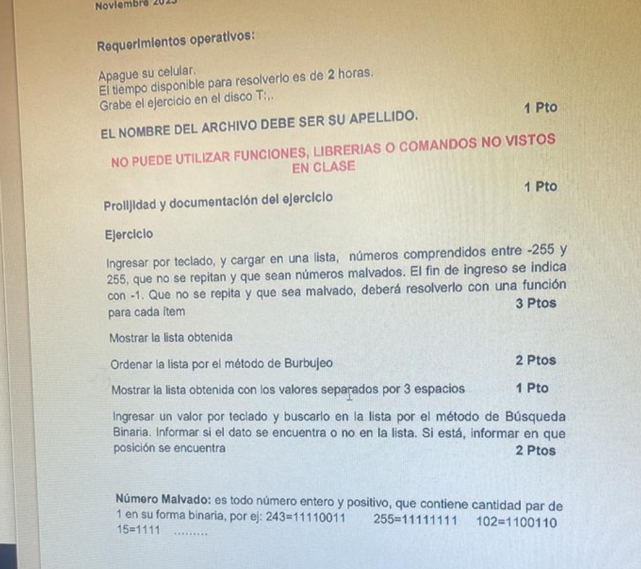 Noviembre 2023
Requerimientos operativos:
Apague su celular.
El tiempo disponible para resolverlo es de 2 horas.
Grabe el ejercicio en el disco T:,.
EL NOMBRE DEL ARCHIVO DEBE SER SU APELLIDO. 1 Pto
NO PUEDE UTILIZAR FUNCIONES, LIBRERIAS O COMANDOS NO VISTOS
EN CLASE
Prolijidad y documentación del ejercicio 1 Pto
Ejercicio
Ingresar por teclado, y cargar en una lista, números comprendidos entre -255 y
255, que no se repitan y que sean números malvados. El fin de ingreso se indica
con -1. Que no se repita y que sea malvado, deberá resolverlo con una función
para cada ítem 3 Ptos
Mostrar la lista obtenida
Ordenar la lista por el método de Burbujeo 2 Ptos
Mostrar la lista obtenida con los valores separados por 3 espacios 1 Pto
Ingresar un valor por teclado y buscarlo en la lista por el método de Búsqueda
Binaria. Informar si el dato se encuentra o no en la lista. Si está, informar en que
posición se encuentra 2 Ptos
Número Malvado: es todo número entero y positivo, que contiene cantidad par de
1 en su forma binaria, por ej: 243=11110011 255=11111111 102=1100110
15=1111 .........